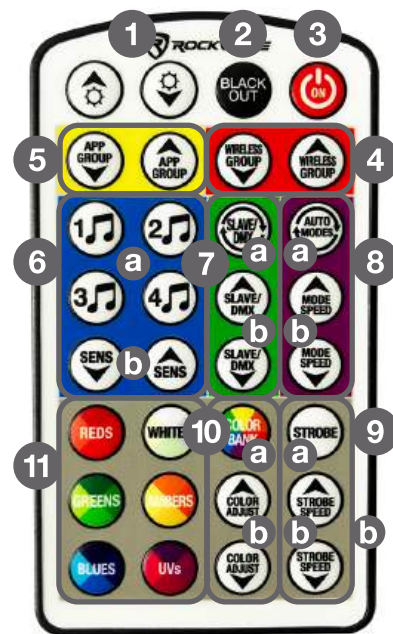 1 2 3
BLACK OUT
ON
5 APP GROUP APP GROUP WIRELESS GROUP WIRELESS GROUP 4
6 1 2 SLAVE/ DMX AUTO MODES 8
a 7 a a
3 4 SLAVE/ DMX MODE SPEED
b b b
SENS SENS SLAVE/ DMX MODE SPEED
REDS WHITE 10 COLOR BANK STROBE 9
11 a a
GREENS AMBERS COLOR ADJUST STROBE SPEED
b b b
BLUES UVs COLOR ADJUST STROBE SPEED